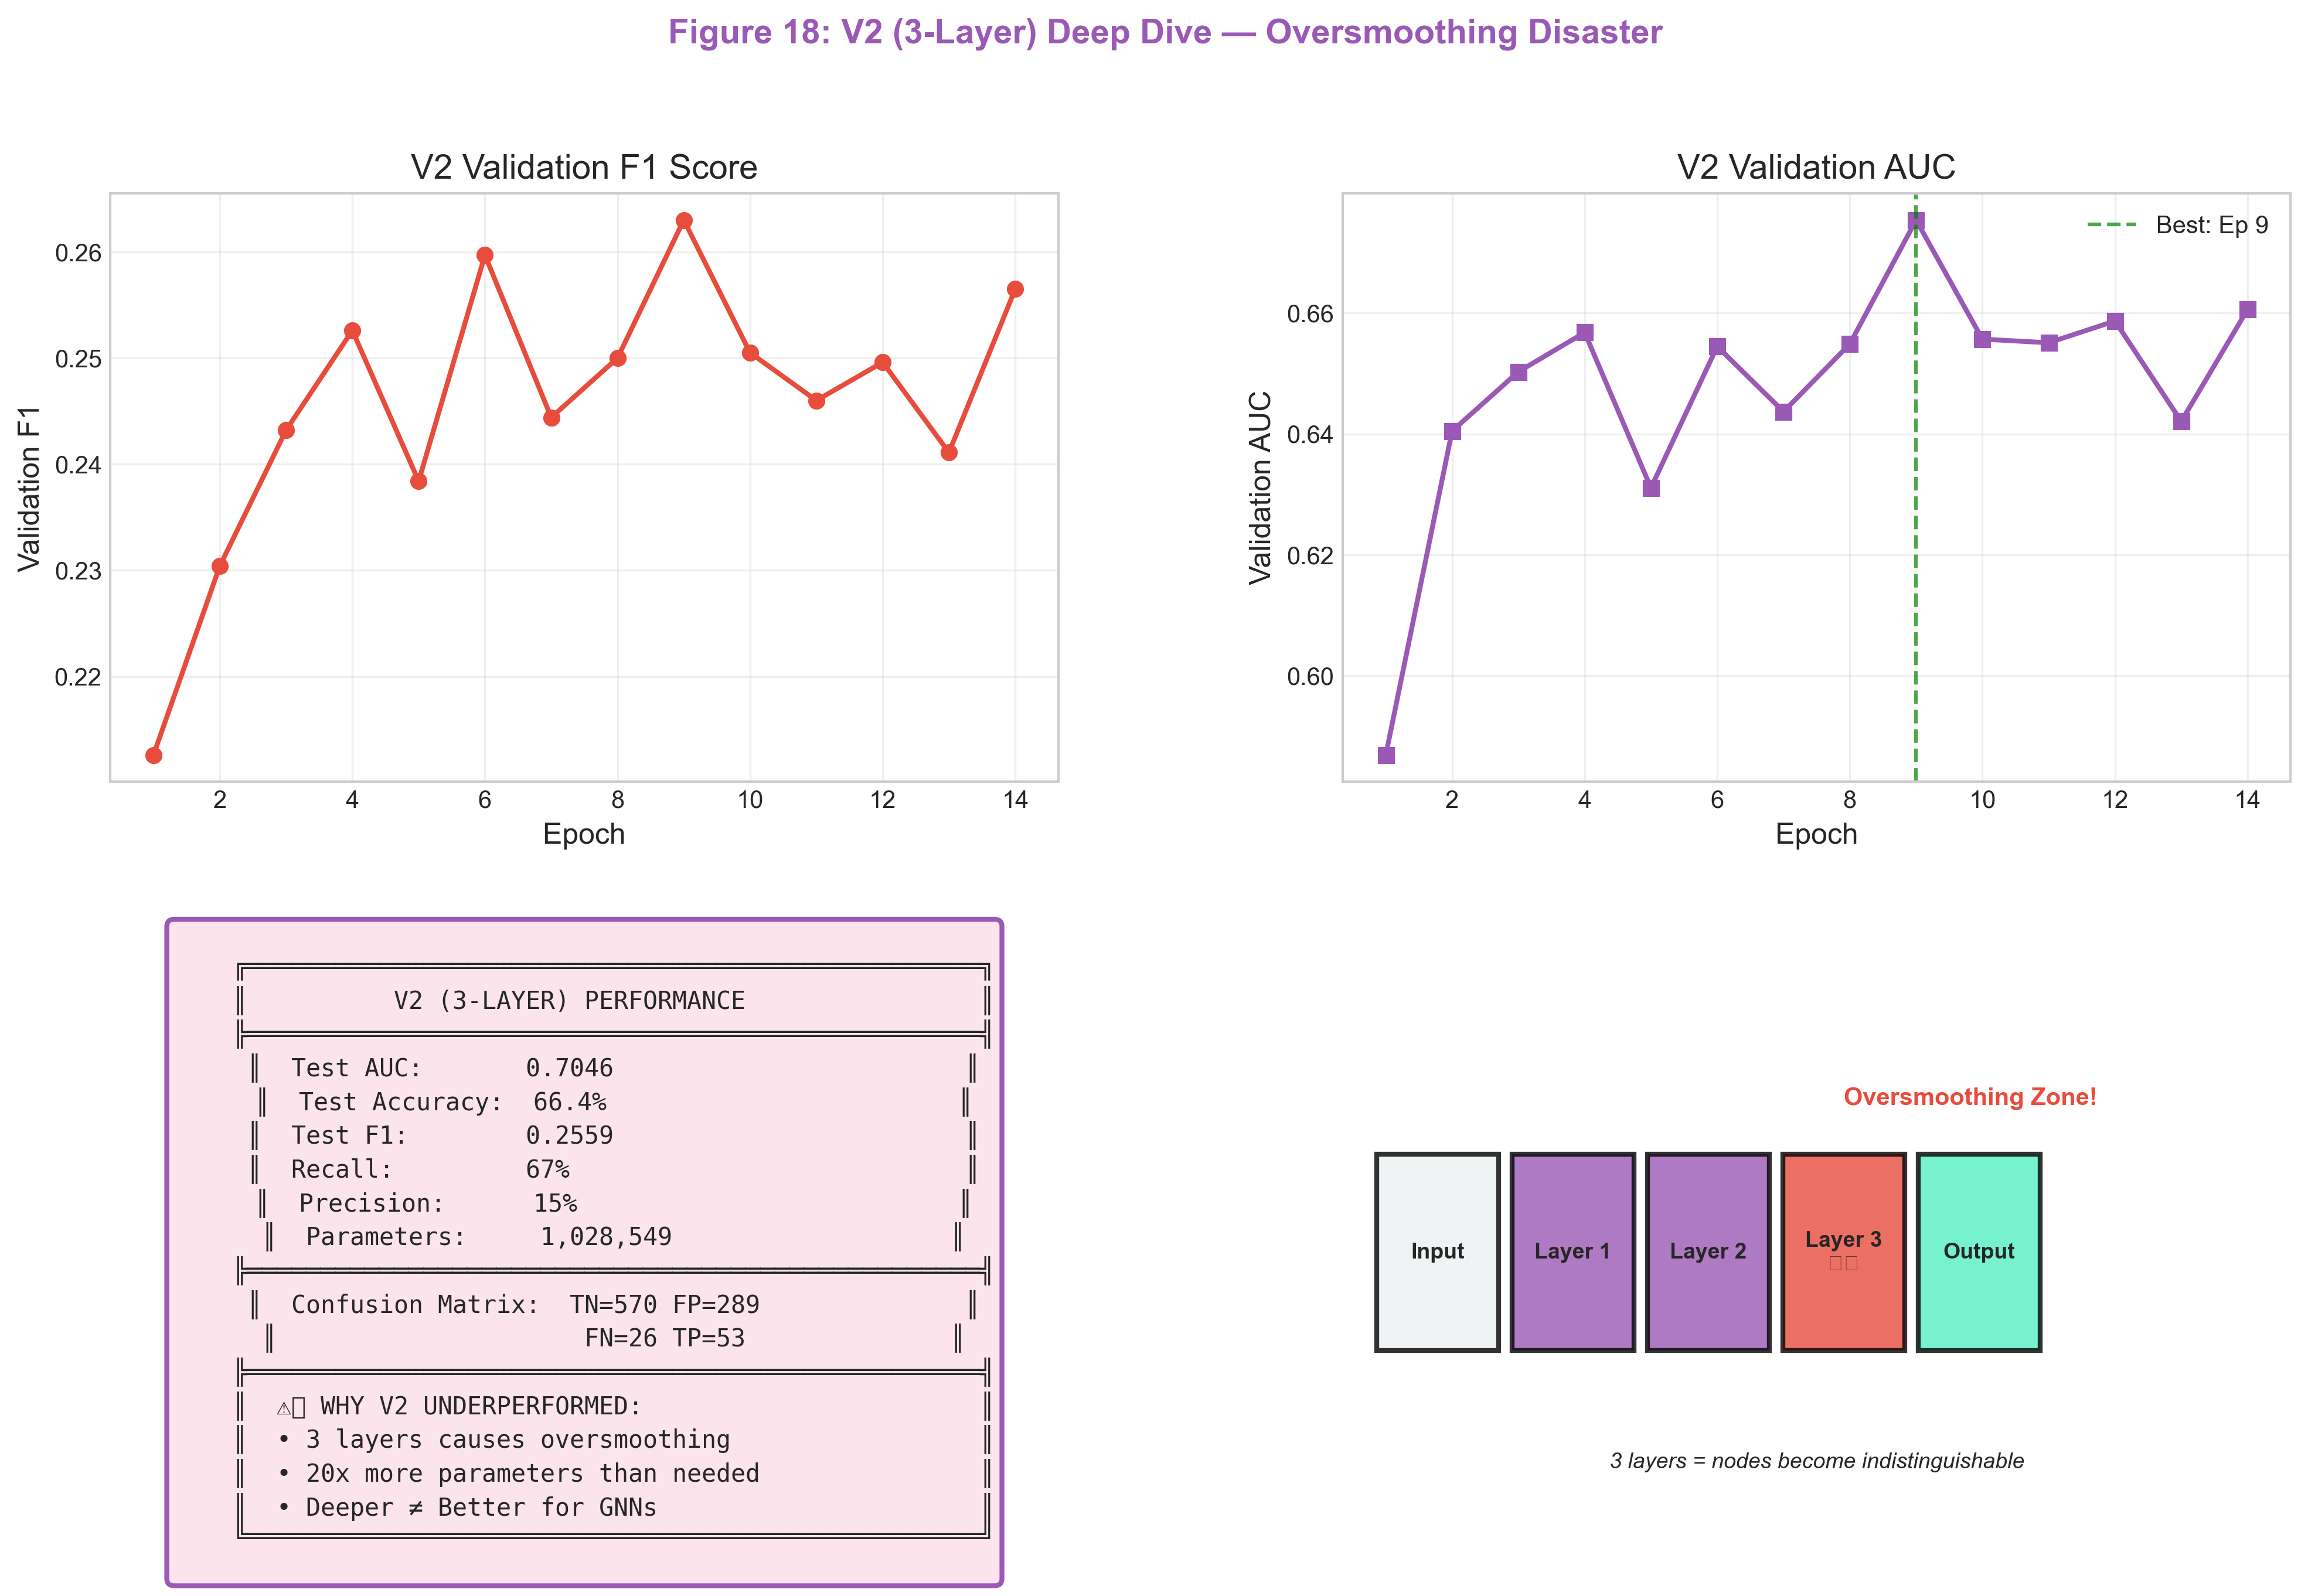 Figure 18: V2 (3-Layer) Deep Dive — Oversmoothing Disaster
V2 Validation F1 Score
Validation F1
0.26
0.25
0.24
0.23
0.22
2 4 6 8 10 12 14
Epoch
V2 Validation AUC
Best: Ep 9
Validation AUC
0.66
0.64
0.62
0.60
2 4 6 8 10 12 14
Epoch
V2 (3-LAYER) PERFORMANCE
Test AUC: 0.7046
Test Accuracy: 66.4%
Test F1: 0.2559
Recall: 67%
Precision: 15%
Parameters: 1,028,549
Confusion Matrix: TN=570 FP=289
FN=26 TP=53
⚠ WHY V2 UNDERPERFORMED:
• 3 layers causes oversmoothing
• 20x more parameters than needed
• Deeper ≠ Better for GNNs
Oversmoothing Zone!
Input
Layer 1
Layer 2
Layer 3
Output
3 layers = nodes become indistinguishable